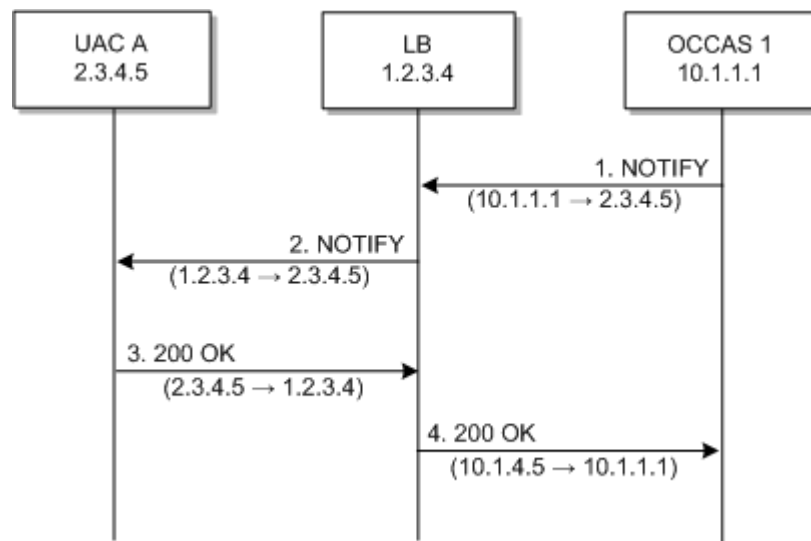 UAC A
2.3.4.5
LB
1.2.3.4
OCCAS 1
10.1.1.1
1. NOTIFY
(10.1.1.1 → 2.3.4.5)
2. NOTIFY
(1.2.3.4 → 2.3.4.5)
3. 200 OK
(2.3.4.5 → 1.2.3.4)
4. 200 OK
(10.1.4.5 → 10.1.1.1)